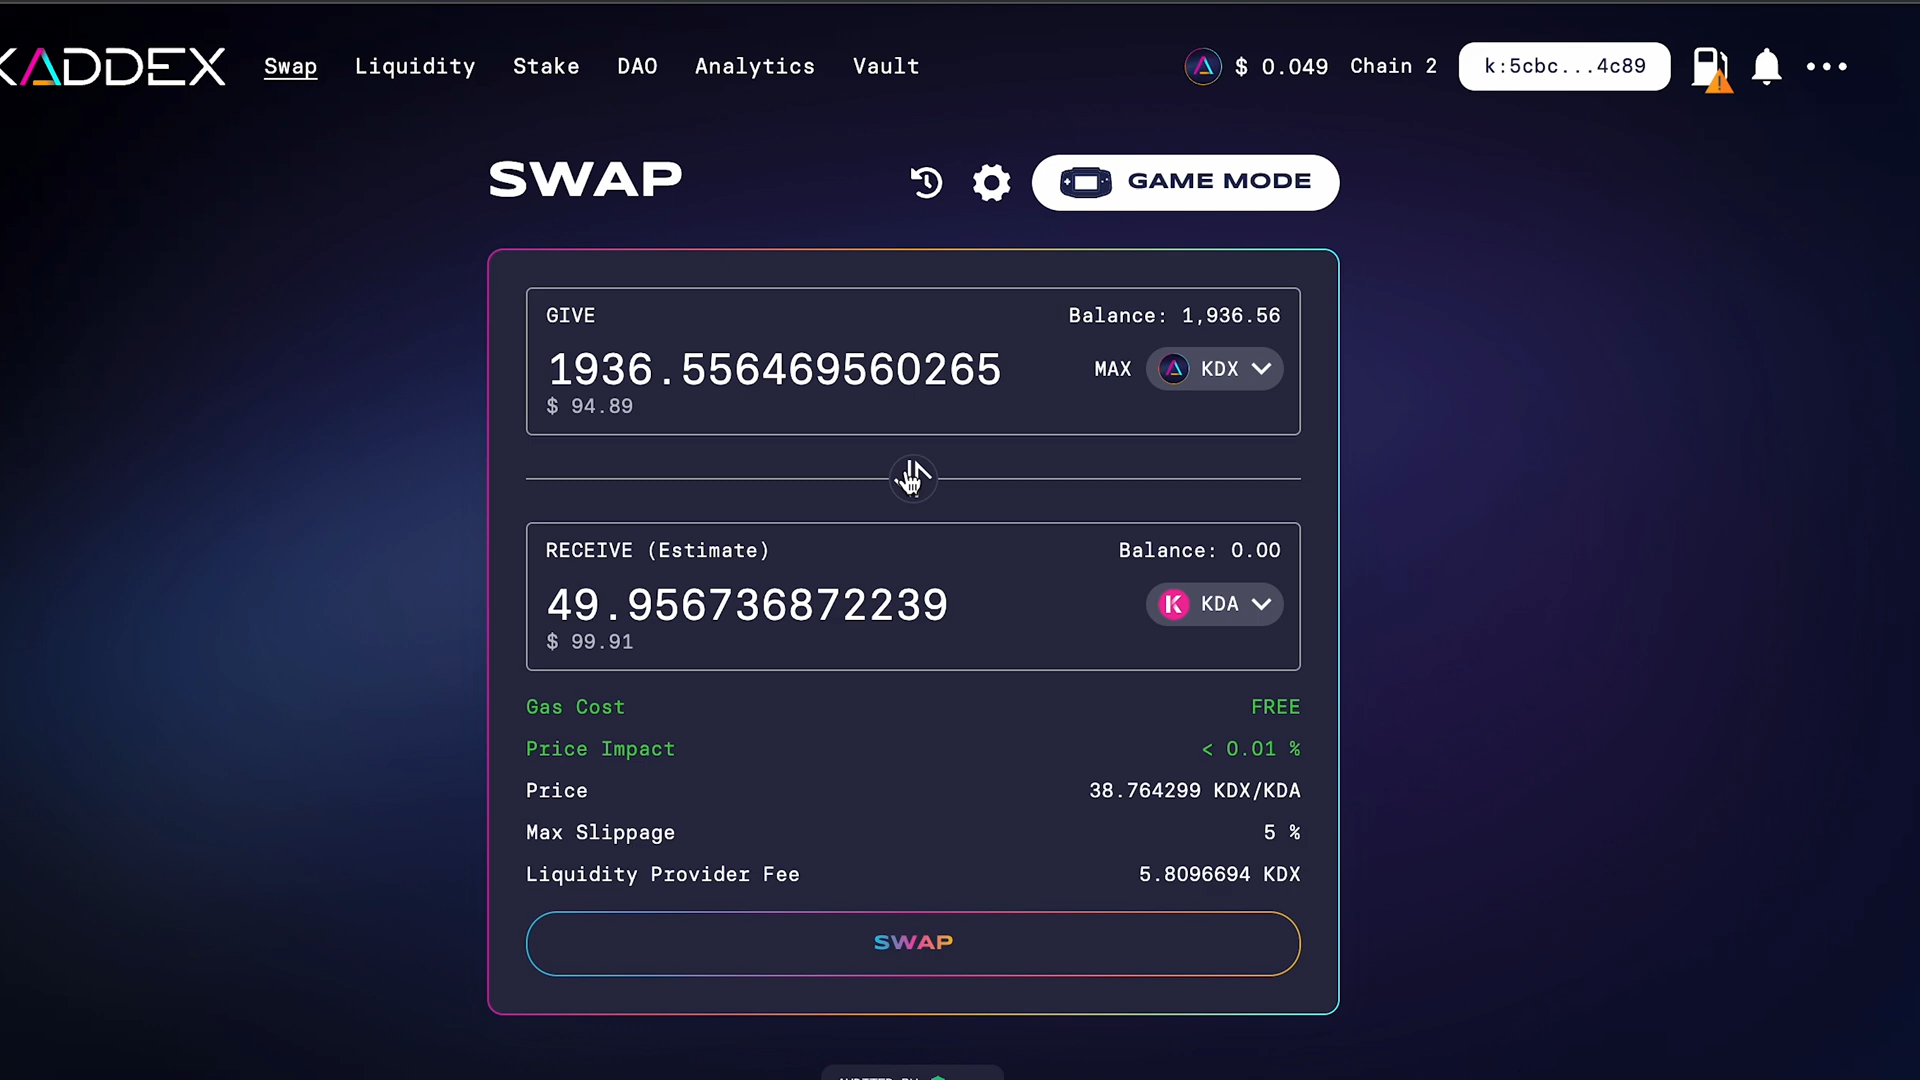 KADDEX Swap Liquidity Stake DAO Analytics Vault $ 0.049 Chain 2 k:5cbc...4c89
SWAP GAME MODE
GIVE Balance: 1,936.56
1936.556469560265 MAX KDX
$ 94.89
RECEIVE (Estimate) Balance: 0.00
49.956736872239 KDA
$ 99.91
Gas Cost FREE
Price Impact < 0.01 %
Price 38.764299 KDX/KDA
Max Slippage 5 %
Liquidity Provider Fee 5.8096694 KDX
SWAP